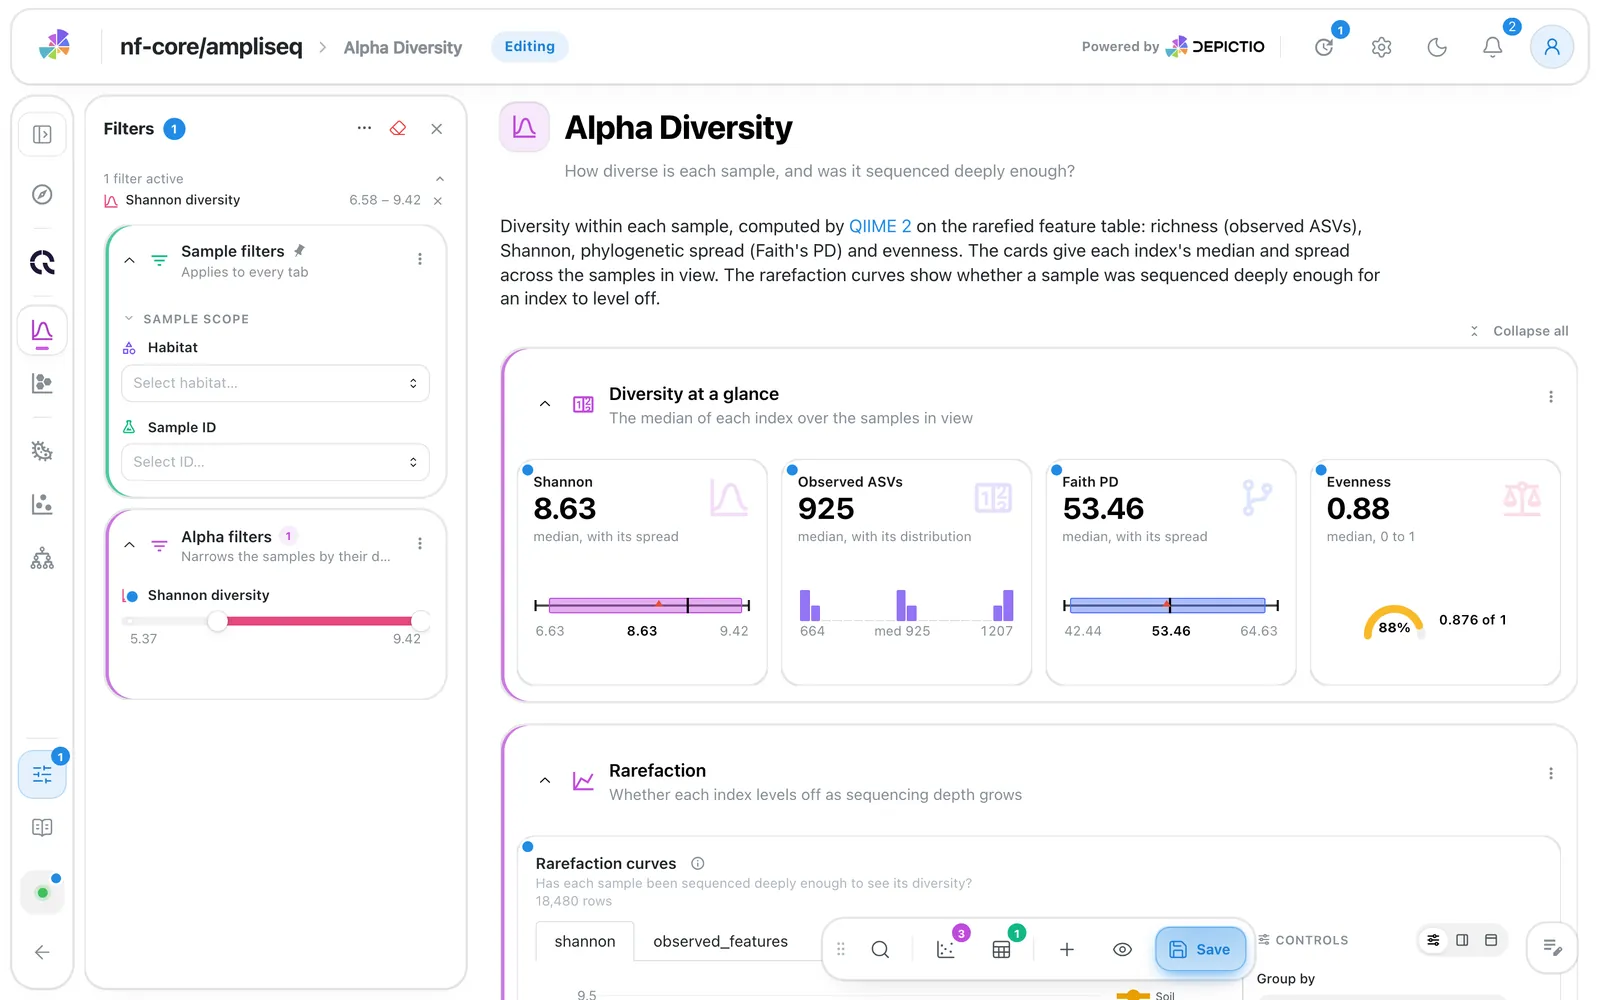 nf-core/ampliseq
Alpha Diversity
Editing
Powered by DEPICTIO
1
2
Filters 1
1 filter active
Shannon diversity 6.58 – 9.42
Sample filters
Applies to every tab
SAMPLE SCOPE
Habitat
Select habitat...
Sample ID
Select ID...
Alpha filters 1
Narrows the samples by their d...
Shannon diversity
5.37 9.42
1
Alpha Diversity
How diverse is each sample, and was it sequenced deeply enough?
Diversity within each sample, computed by QIIME 2 on the rarefied feature table: richness (observed ASVs),
Shannon, phylogenetic spread (Faith's PD) and evenness. The cards give each index's median and spread
across the samples in view. The rarefaction curves show whether a sample was sequenced deeply enough for
an index to level off.
Collapse all
Diversity at a glance
The median of each index over the samples in view
Shannon
8.63
median, with its spread
6.63 8.63 9.42
Observed ASVs
925
median, with its distribution
664 med 925 1207
Faith PD
53.46
median, with its spread
42.44 53.46 64.63
Evenness
0.88
median, 0 to 1
88% 0.876 of 1
Rarefaction
Whether each index levels off as sequencing depth grows
Rarefaction curves
Has each sample been sequenced deeply enough to see its diversity?
18,480 rows
shannon observed_features
3
1
Save
CONTROLS
Group by
9.5
Soil